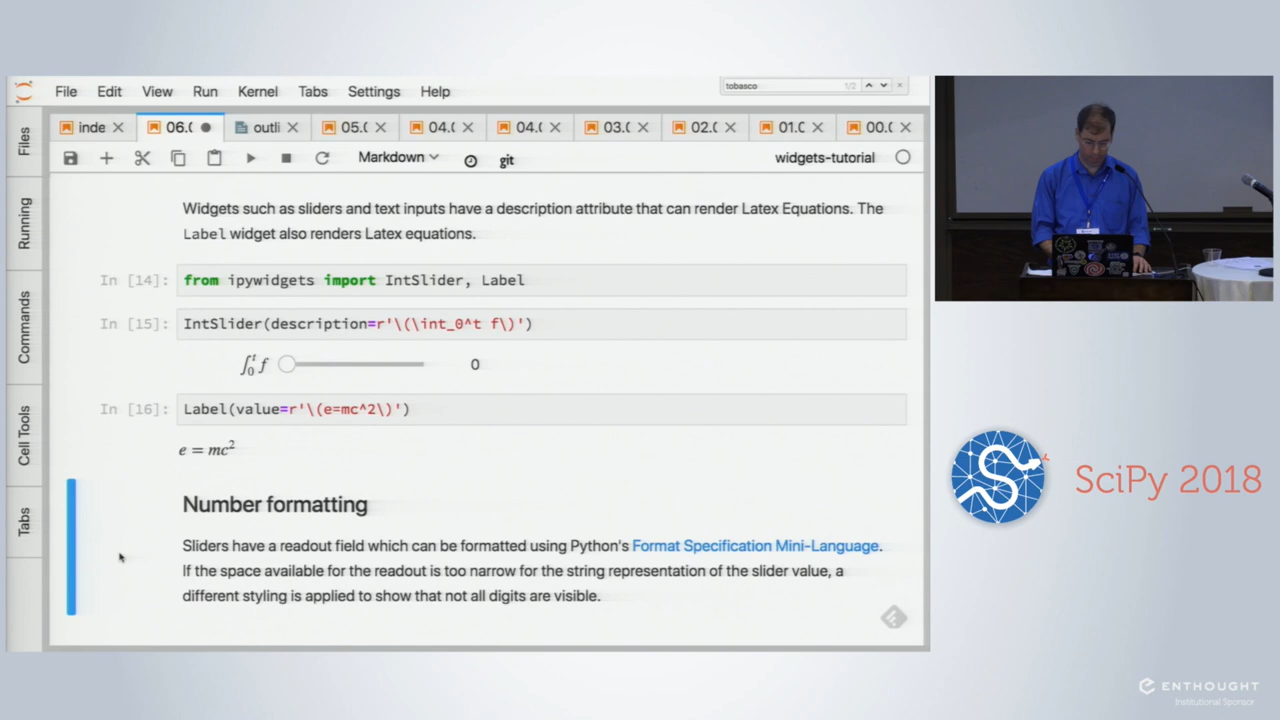 File Edit View Run Kernel Tabs Settings Help
tobasco 1/2
inde 06.( outli 05.( 04.( 04.( 03.( 02.( 01.( 00.(
Markdown git widgets-tutorial
Files
Running
Commands
Cell Tools
Tabs
Widgets such as sliders and text inputs have a description attribute that can render Latex Equations. The
Label widget also renders Latex equations.
In [14]: from ipywidgets import IntSlider, Label
In [15]: IntSlider(description=r'\(\int_0^t f\)')
∫₀ᵗ f 0
In [16]: Label(value=r'\(e=mc^2\)')
e = mc²
Number formatting
Sliders have a readout field which can be formatted using Python's Format Specification Mini-Language.
If the space available for the readout is too narrow for the string representation of the slider value, a
different styling is applied to show that not all digits are visible.
SciPy 2018
ENTHOUGHT
Institutional Sponsor